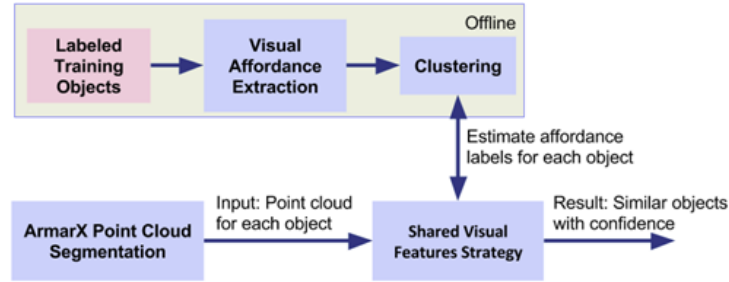 Offline
Labeled
Training
Objects
Visual
Affordance
Extraction
Clustering
Estimate affordance
labels for each object
ArmarX Point Cloud
Segmentation
Input: Point cloud
for each object
Shared Visual
Features Strategy
Result: Similar objects
with confidence